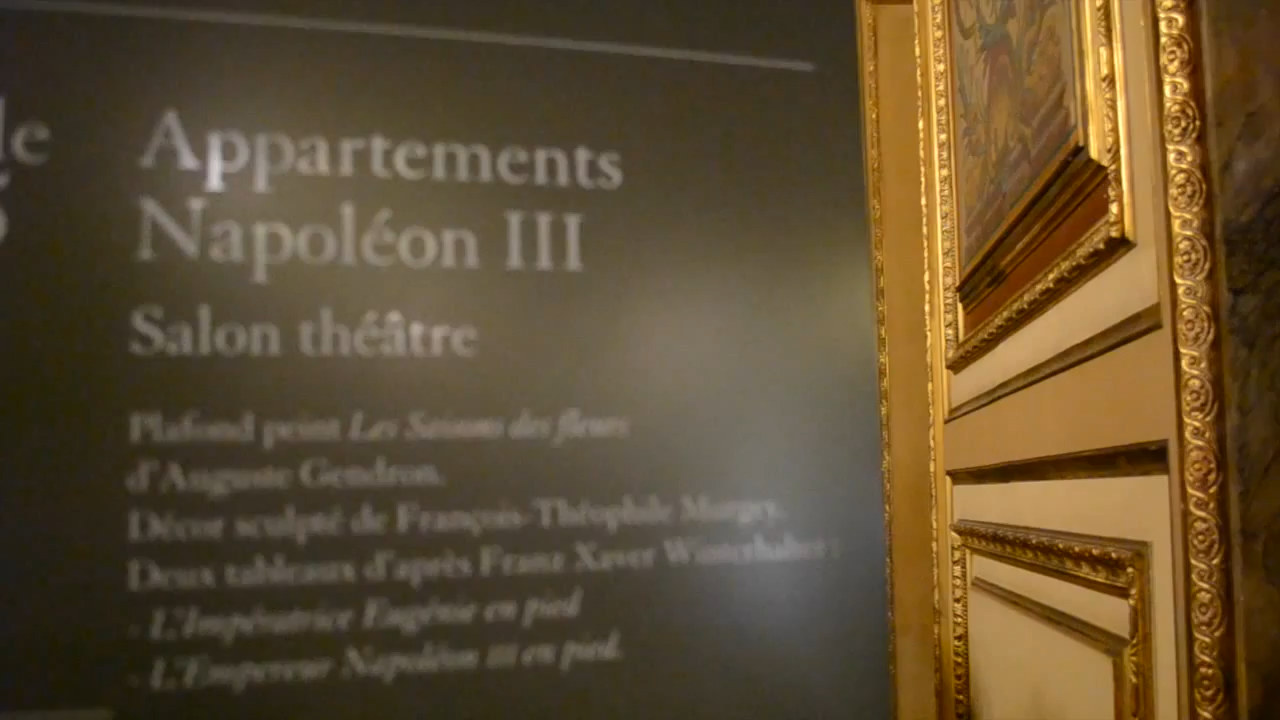 le
Appartements
Napoléon III
Salon théâtre
Plafond peint Les Saisons des fleurs
d'Auguste Gendron.
Décor sculpté de François-Théophile Murgey.
Deux tableaux d'après Franz Xaver Winterhalter :
- L'Impératrice Eugénie en pied
- L'Empereur Napoléon III en pied.